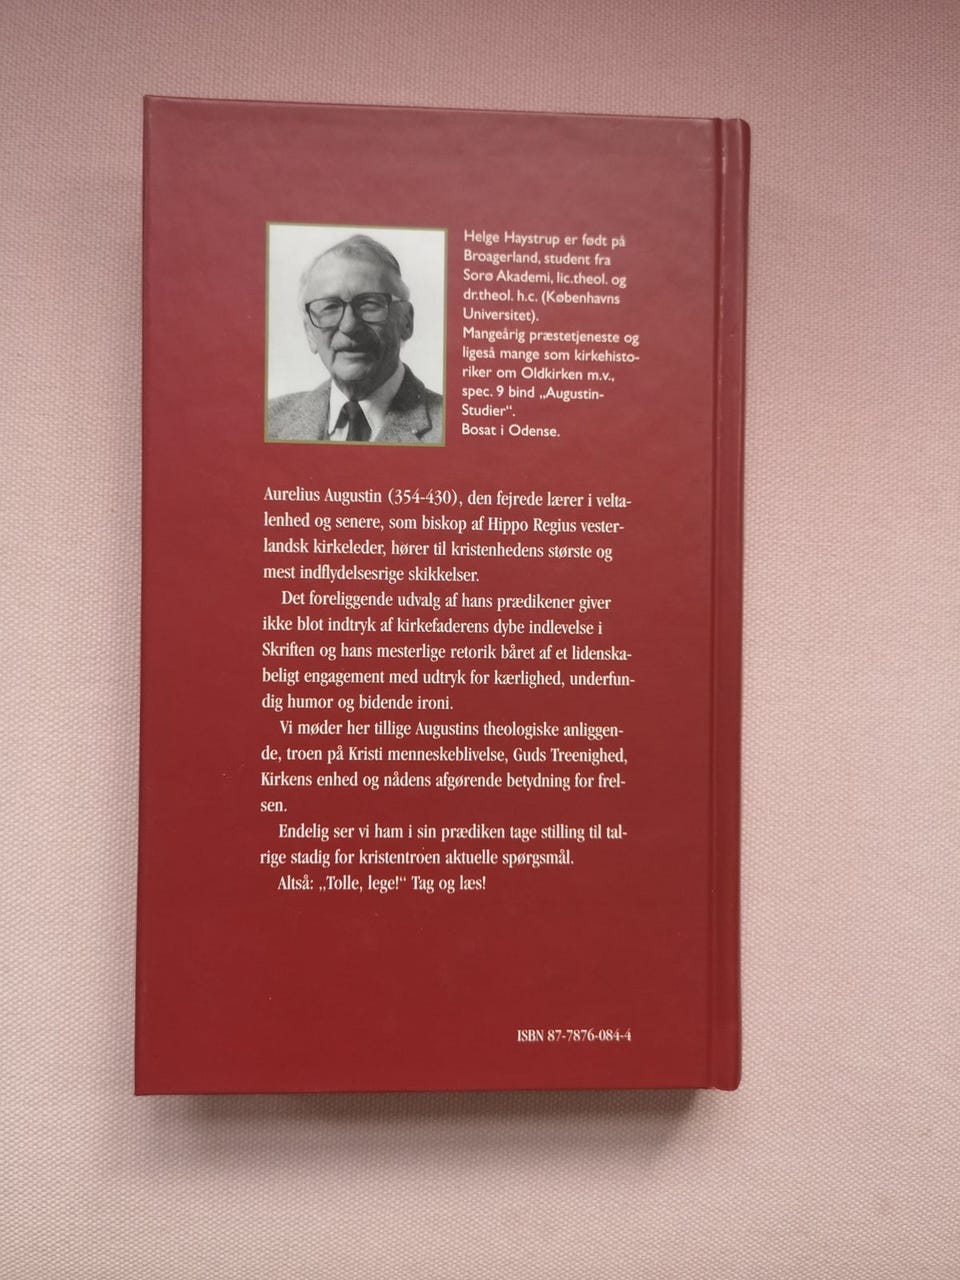 Helge Haystrup er født på
Broagerland, student fra
Sorø Akademi, lic.theol. og
dr.theol. h.c. (Københavns
Universitet).
Mangeårig præstetjeneste og
ligeså mange som kirkehisto-
riker om Oldkirken m.v.,
spec. 9 bind „Augustin-
Studier“.
Bosat i Odense.
Aurelius Augustin (354-430), den fejrede lærer i velta-
lenhed og senere, som biskop af Hippo Regius vester-
landsk kirkeleder, hører til kristenhedens største og
mest indflydelsesrige skikkelser.
Det foreliggende udvalg af hans prædikener giver
ikke blot indtryk af kirkefaderens dybe indlevelse i
Skriften og hans mesterlige retorik båret af et lidenska-
beligt engagement med udtryk for kærlighed, underfun-
dig humor og bidende ironi.
Vi møder her tillige Augustins theologiske anliggen-
de, troen på Kristi menneskeblivelse, Guds Treenighed,
Kirkens enhed og nådens afgørende betydning for frel-
sen.
Endelig ser vi ham i sin prædiken tage stilling til tal-
rige stadig for kristentroen aktuelle spørgsmål.
Altså: „Tolle, lege!“ Tag og læs!
ISBN 87-7876-084-4